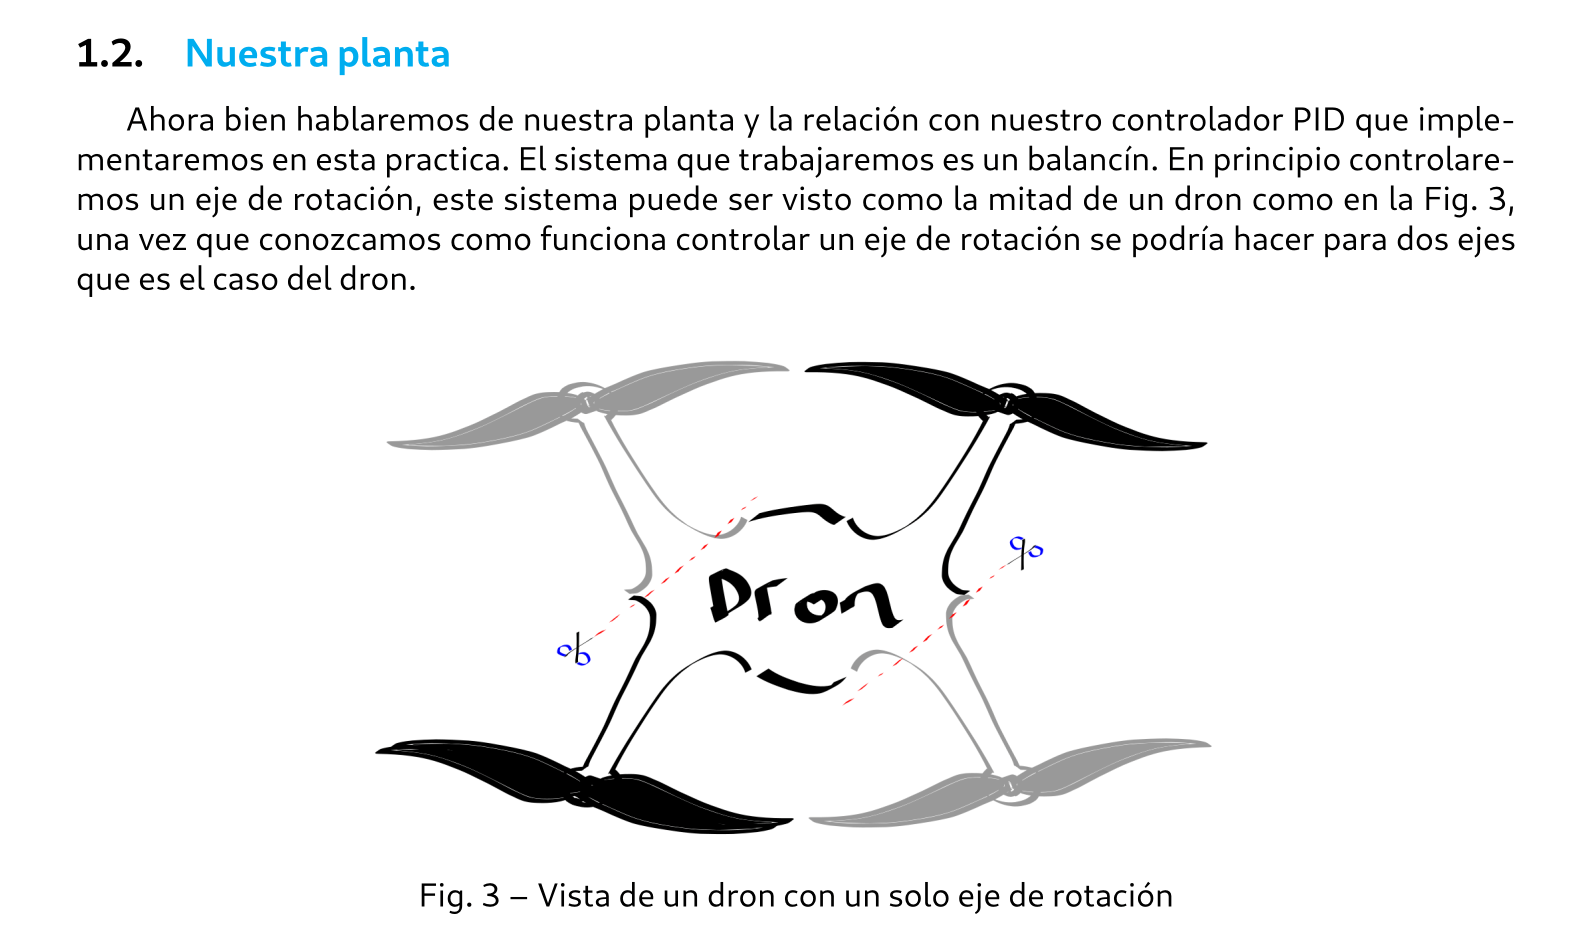 1.2. Nuestra planta
Ahora bien hablaremos de nuestra planta y la relación con nuestro controlador PID que imple-
mentaremos en esta practica. El sistema que trabajaremos es un balancín. En principio controlare-
mos un eje de rotación, este sistema puede ser visto como la mitad de un dron como en la Fig. 3,
una vez que conozcamos como funciona controlar un eje de rotación se podría hacer para dos ejes
que es el caso del dron.
Dron
Fig. 3 – Vista de un dron con un solo eje de rotación